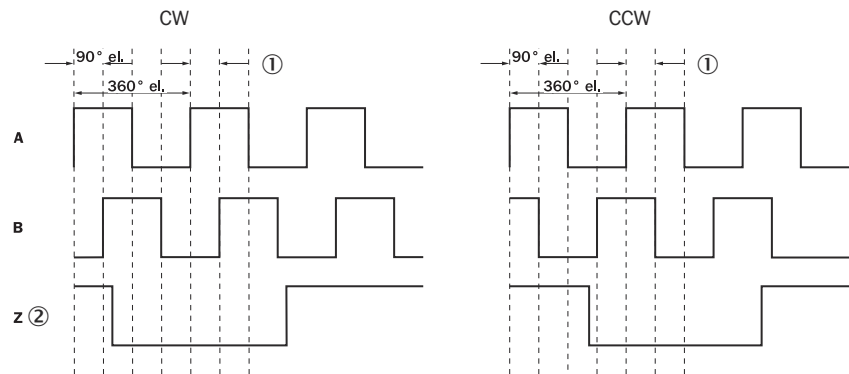 CW CCW
90° el. ① 90° el. ①
360° el. 360° el.
A
B
Z ②